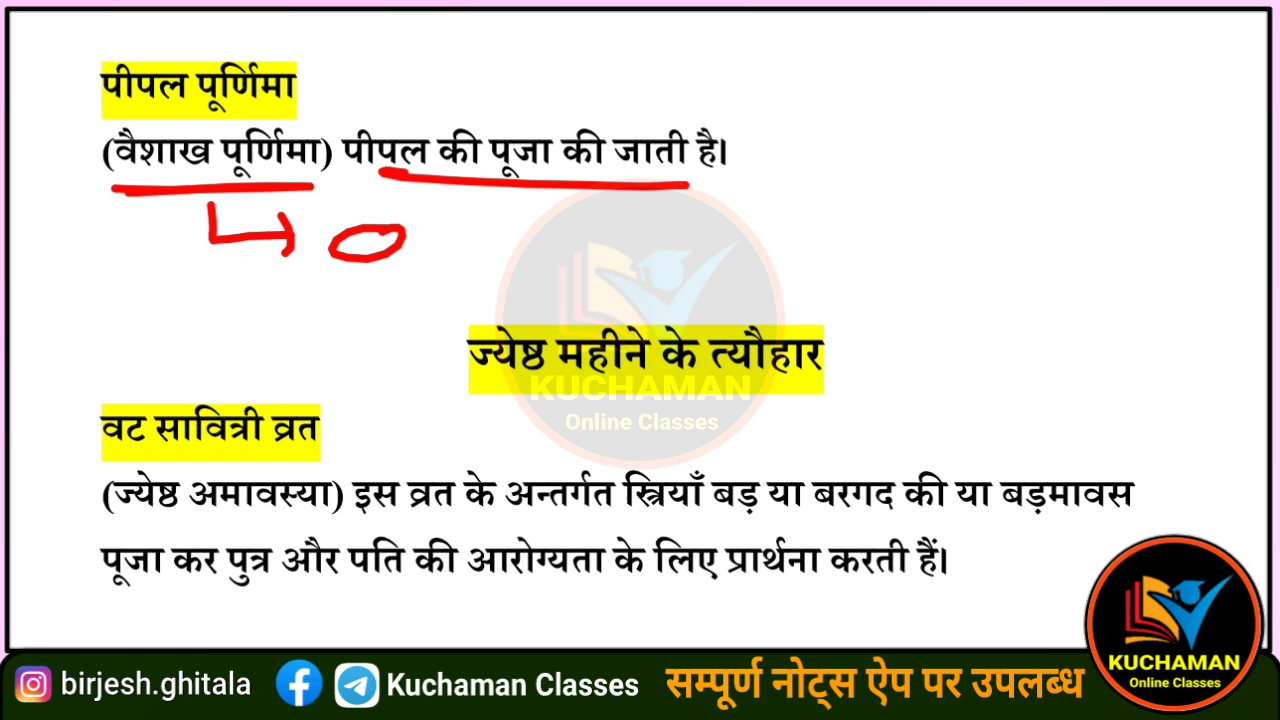 पीपल पूर्णिमा
(वैशाख पूर्णिमा) पीपल की पूजा की जाती है।
ज्येष्ठ महीने के त्यौहार
KUCHAMAN
Online Classes
वट सावित्री व्रत
(ज्येष्ठ अमावस्या) इस व्रत के अन्तर्गत स्त्रियाँ बड़ या बरगद की या बड़मावस
पूजा कर पुत्र और पति की आरोग्यता के लिए प्रार्थना करती हैं।
KUCHAMAN
Online Classes
birjesh.ghitala
Kuchaman Classes
सम्पूर्ण नोट्स ऐप पर उपलब्ध